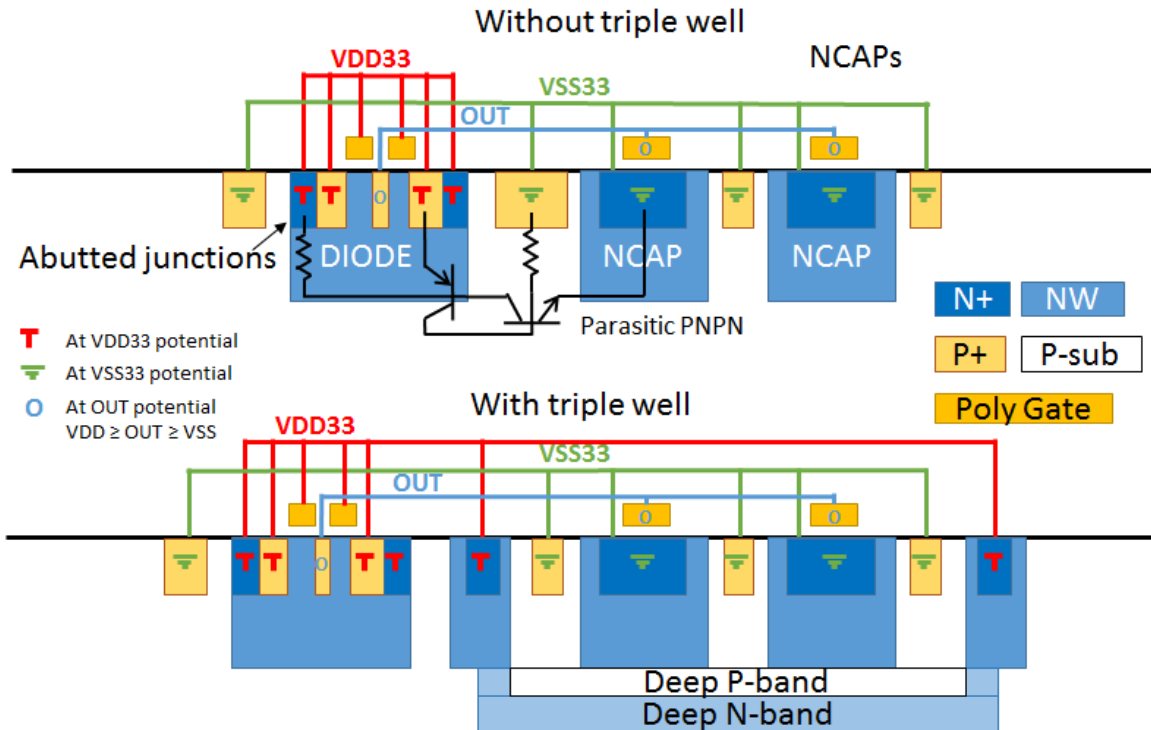 Without triple well
NCAPs
VDD33
VSS33
OUT
O
O
O
Abutted junctions
DIODE
NCAP
NCAP
Parasitic PNPN
N+
NW
P+
P-sub
Poly Gate
T At VDD33 potential
At VSS33 potential
O At OUT potential
VDD ≥ OUT ≥ VSS
With triple well
VDD33
VSS33
OUT
O
O
O
Deep P-band
Deep N-band